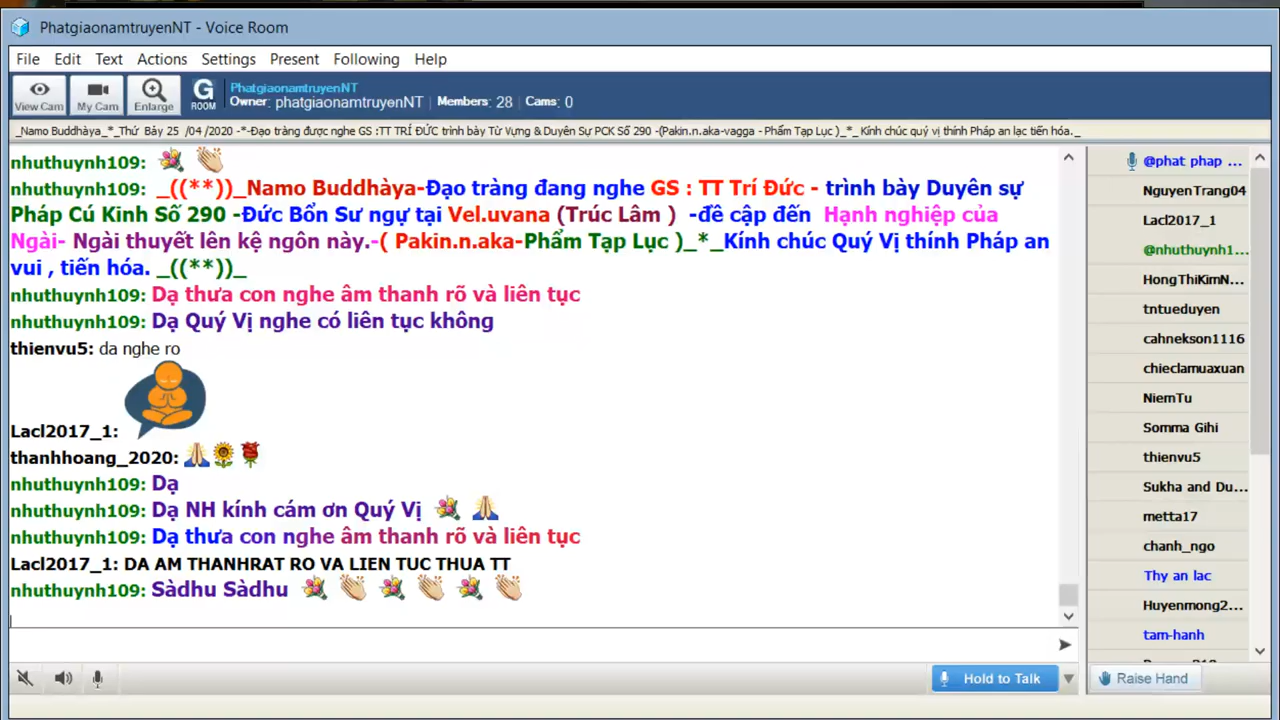 PhatgiaonamtruyenNT - Voice Room
File Edit Text Actions Settings Present Following Help
View Cam My Cam Enlarge G ROOM
PhatgiaonamtruyenNT
Owner: phatgiaonamtruyenNT Members: 28 Cams: 0
_Namo Buddhàya_*_Thứ Bảy 25 /04 /2020 -*-Đạo tràng được nghe GS :TT TRÍ ĐỨC trình bày Từ Vựng & Duyên Sự PCK Số 290 -(Pakin.n.aka-vagga - Phẩm Tạp Lục )_*_ Kính chúc quý vị thính Pháp an lạc tiến hóa._
nhuthuynh109:
nhuthuynh109: _((**))_Namo Buddhàya-Đạo tràng đang nghe GS : TT Trí Đức - trình bày Duyên sự
Pháp Cú Kinh Số 290 -Đức Bổn Sư ngự tại Vel.uvana (Trúc Lâm ) -đề cập đến Hạnh nghiệp của
Ngài- Ngài thuyết lên kệ ngôn này.-( Pakin.n.aka-Phẩm Tạp Lục )_*_Kính chúc Quý Vị thính Pháp an
vui , tiến hóa. _((**))_
nhuthuynh109: Dạ thưa con nghe âm thanh rõ và liên tục
nhuthuynh109: Dạ Quý Vị nghe có liên tục không
thienvu5: da nghe ro
Lacl2017_1:
thanhhoang_2020:
nhuthuynh109: Dạ
nhuthuynh109: Dạ NH kính cám ơn Quý Vị
nhuthuynh109: Dạ thưa con nghe âm thanh rõ và liên tục
Lacl2017_1: DA AM THANHRAT RO VA LIEN TUC THUA TT
nhuthuynh109: Sàdhu Sàdhu
@phat phap ...
NguyenTrang04
Lacl2017_1
@nhuthuynh1...
HongThiKimN...
tntueduyen
cahnekson1116
chieclamuaxuan
NiemTu
Somma Gihi
thienvu5
Sukha and Du...
metta17
chanh_ngo
Thy an lac
Huyenmong2...
tam-hanh
Hold to Talk
Raise Hand